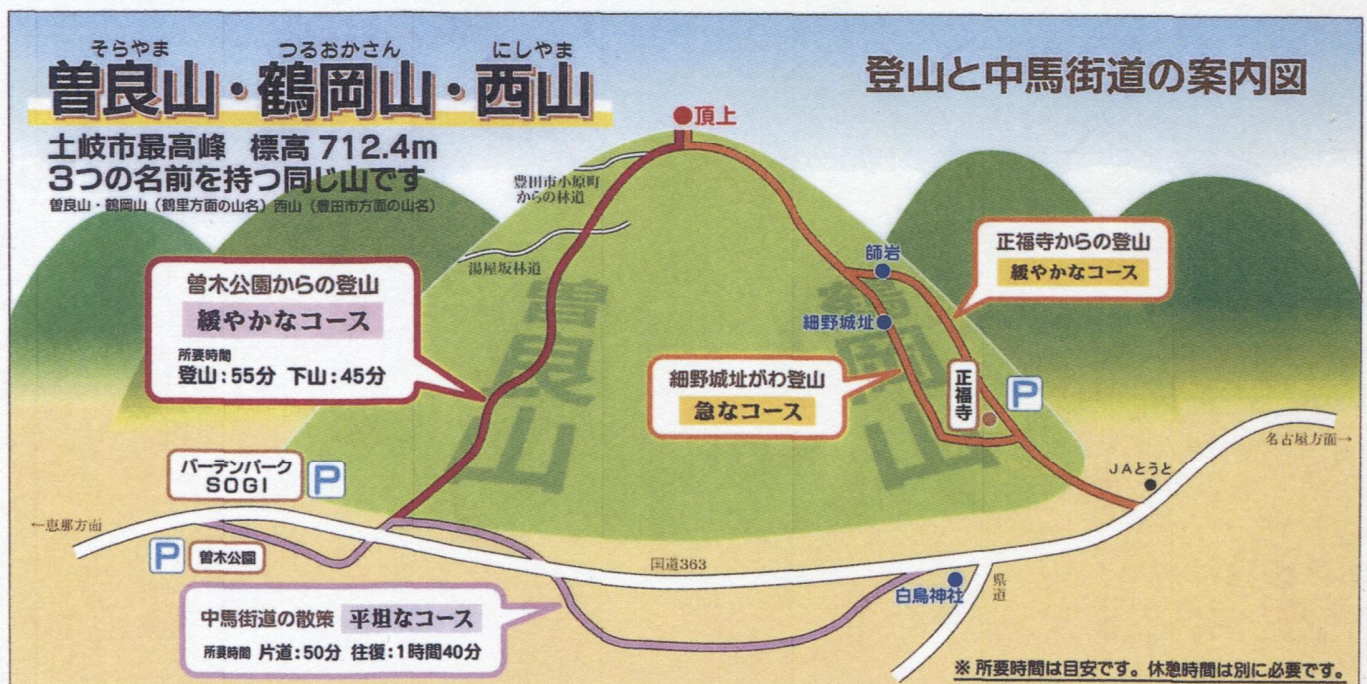 そらやま つるおかさん にしやま
曽良山・鶴岡山・西山
登山と中馬街道の案内図
土岐市最高峰 標高712.4m
3つの名前を持つ同じ山です
曽良山・鶴岡山（鶴里方面の山名）西山（豊田市方面の山名）
頂上
豊田市小原町
からの林道
湯屋坂林道
曽木公園からの登山
緩やかなコース
所要時間
登山:55分 下山:45分
曽良山
鶴岡山
師岩
細野城址
正福寺からの登山
緩やかなコース
細野城址がわ登山
急なコース
正福寺
P
名古屋方面→
JAとうと
バーデンパーク
SOGI
P
←恵那方面
P
曽木公園
国道363
白鳥神社
県道
中馬街道の散策 平坦なコース
所要時間 片道:50分 往復:1時間40分
※ 所要時間は目安です。休憩時間は別に必要です。